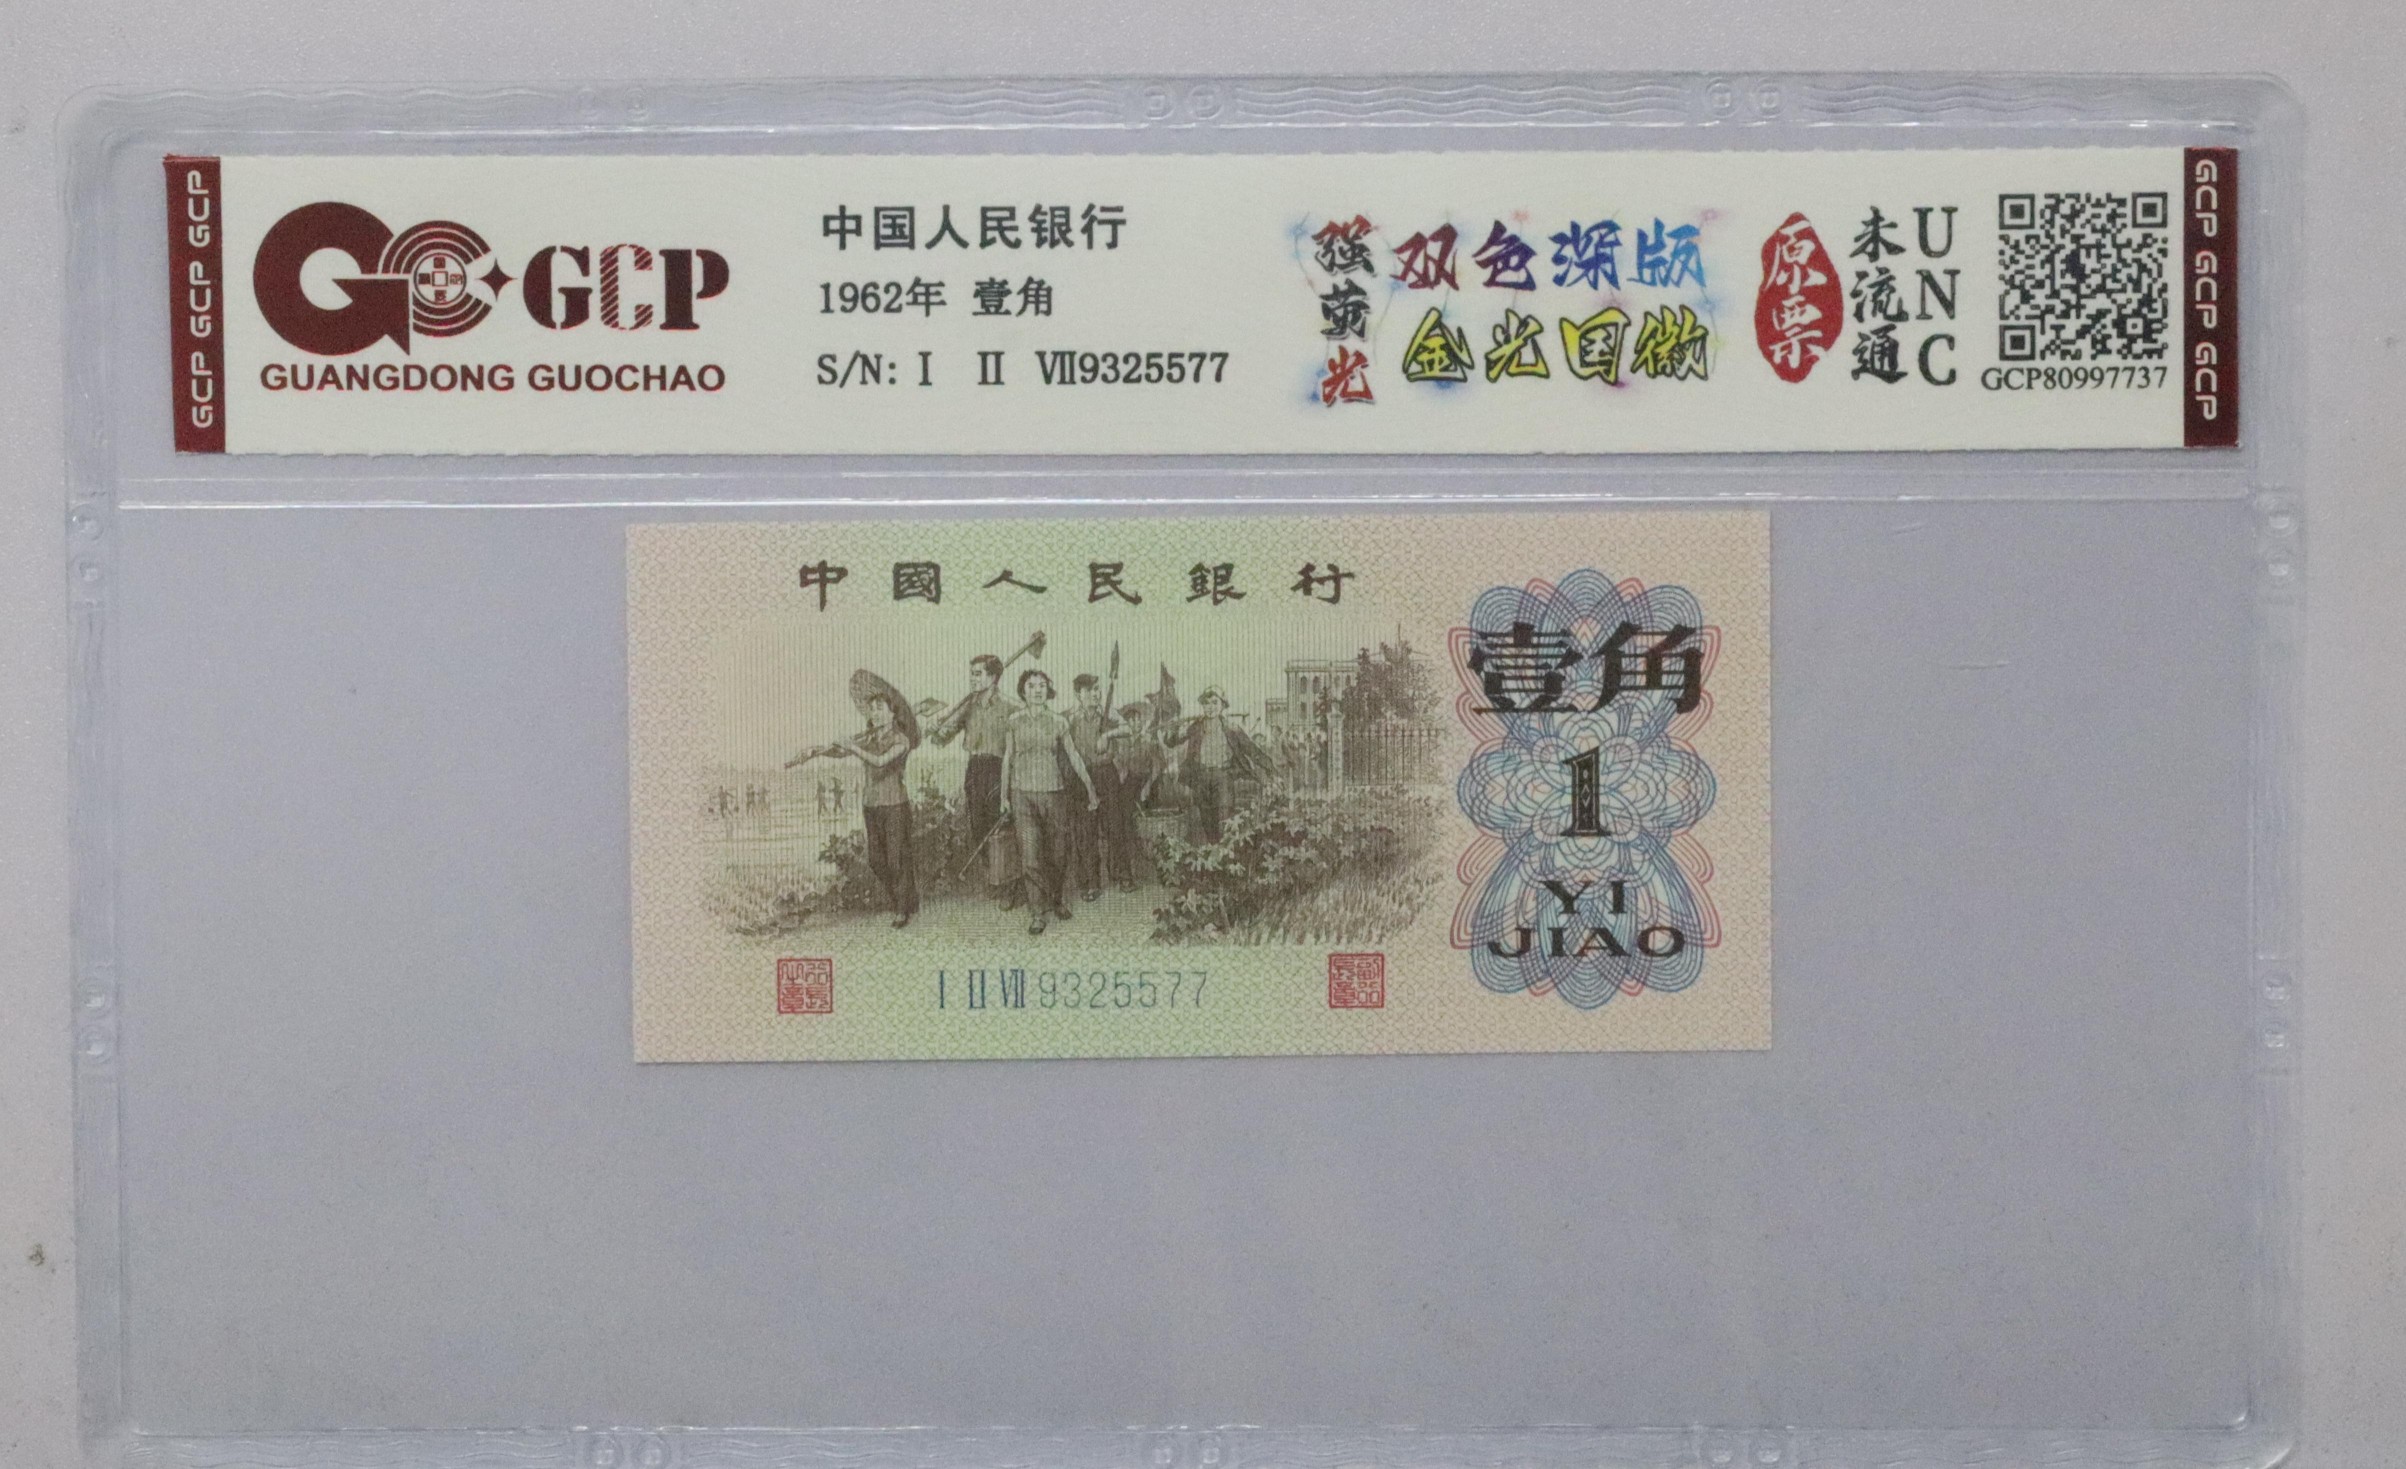 GCP GCP GCP
GCP
GUANGDONG GUOCHAO
中国人民银行
1962年 壹角
S/N: I II VII9325577
强荧光
双色深版
金光国徽
原票
未流通
UNC
GCP80997737
GCP GCP GCP
中國人民銀行
壹角
1
YI
JIAO
I II VII 9325577